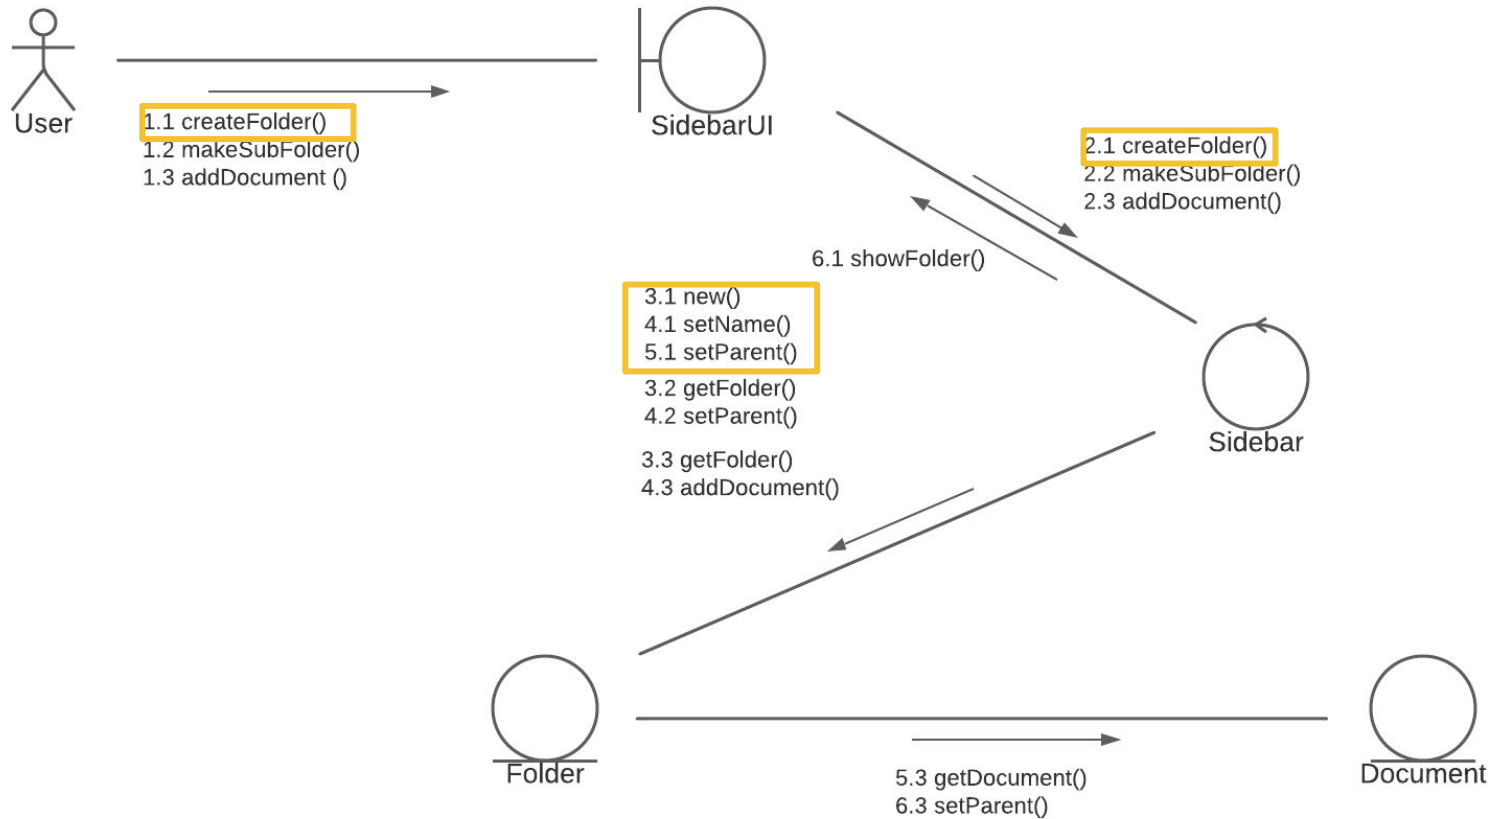 User
1.1 createFolder()
1.2 makeSubFolder()
1.3 addDocument ()
SidebarUI
2.1 createFolder()
2.2 makeSubFolder()
2.3 addDocument()
6.1 showFolder()
3.1 new()
4.1 setName()
5.1 setParent()
3.2 getFolder()
4.2 setParent()
3.3 getFolder()
4.3 addDocument()
Sidebar
Folder
5.3 getDocument()
6.3 setParent()
Document